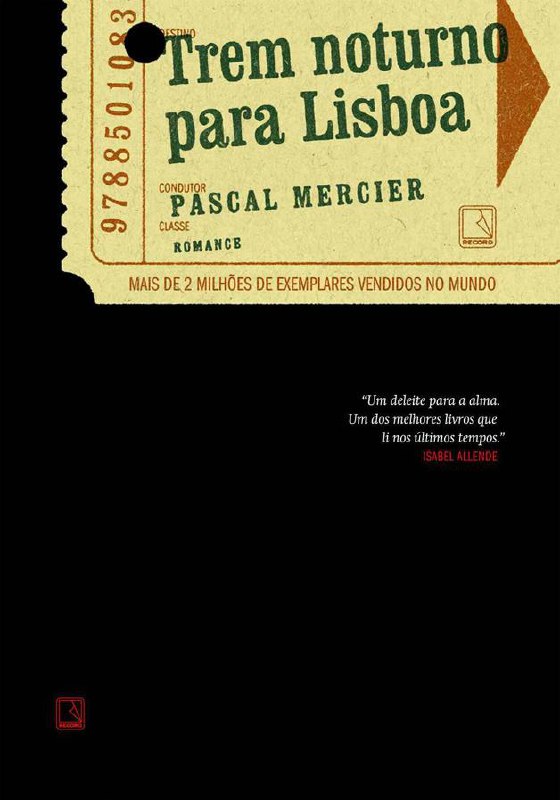 DESTINO
Trem noturno
para Lisboa
CONDUTOR
PASCAL MERCIER
CLASSE
ROMANCE
RECORD
9788501083
MAIS DE 2 MILHÕES DE EXEMPLARES VENDIDOS NO MUNDO
“Um deleite para a alma.
Um dos melhores livros que
li nos últimos tempos.”
ISABEL ALLENDE
RECORD